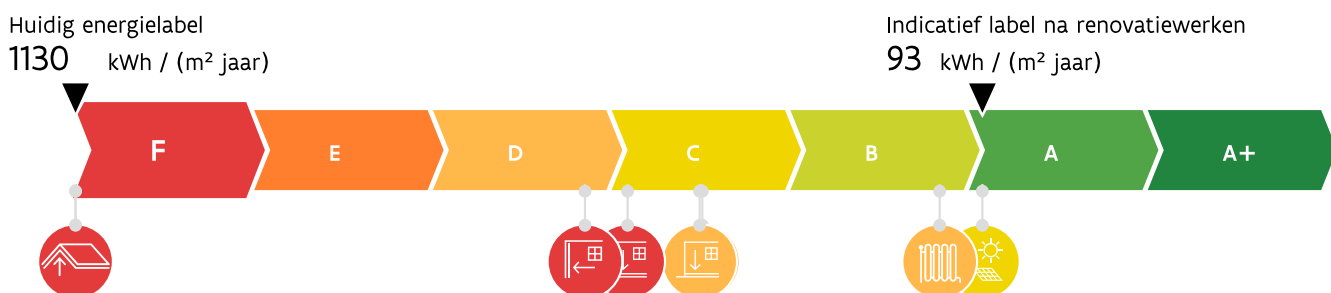 Huidig energielabel
1130 kWh / (m² jaar)
Indicatief label na renovatiewerken
93 kWh / (m² jaar)
F E D C B A A+